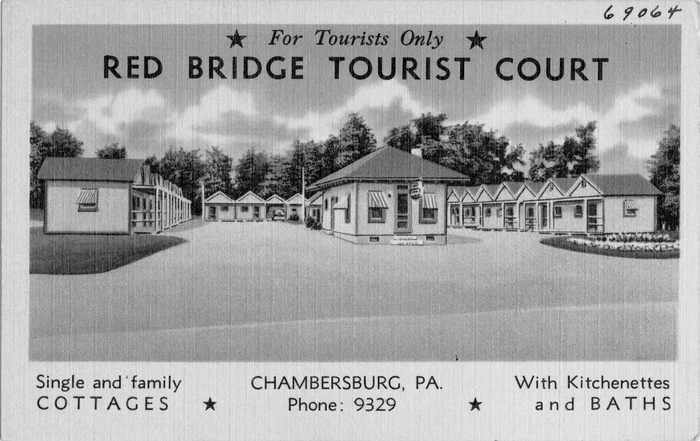 69064
★ For Tourists Only ★
RED BRIDGE TOURIST COURT
Single and family
COTTAGES ★
CHAMBERSBURG, PA.
Phone: 9329
With Kitchenettes
★ and BATHS